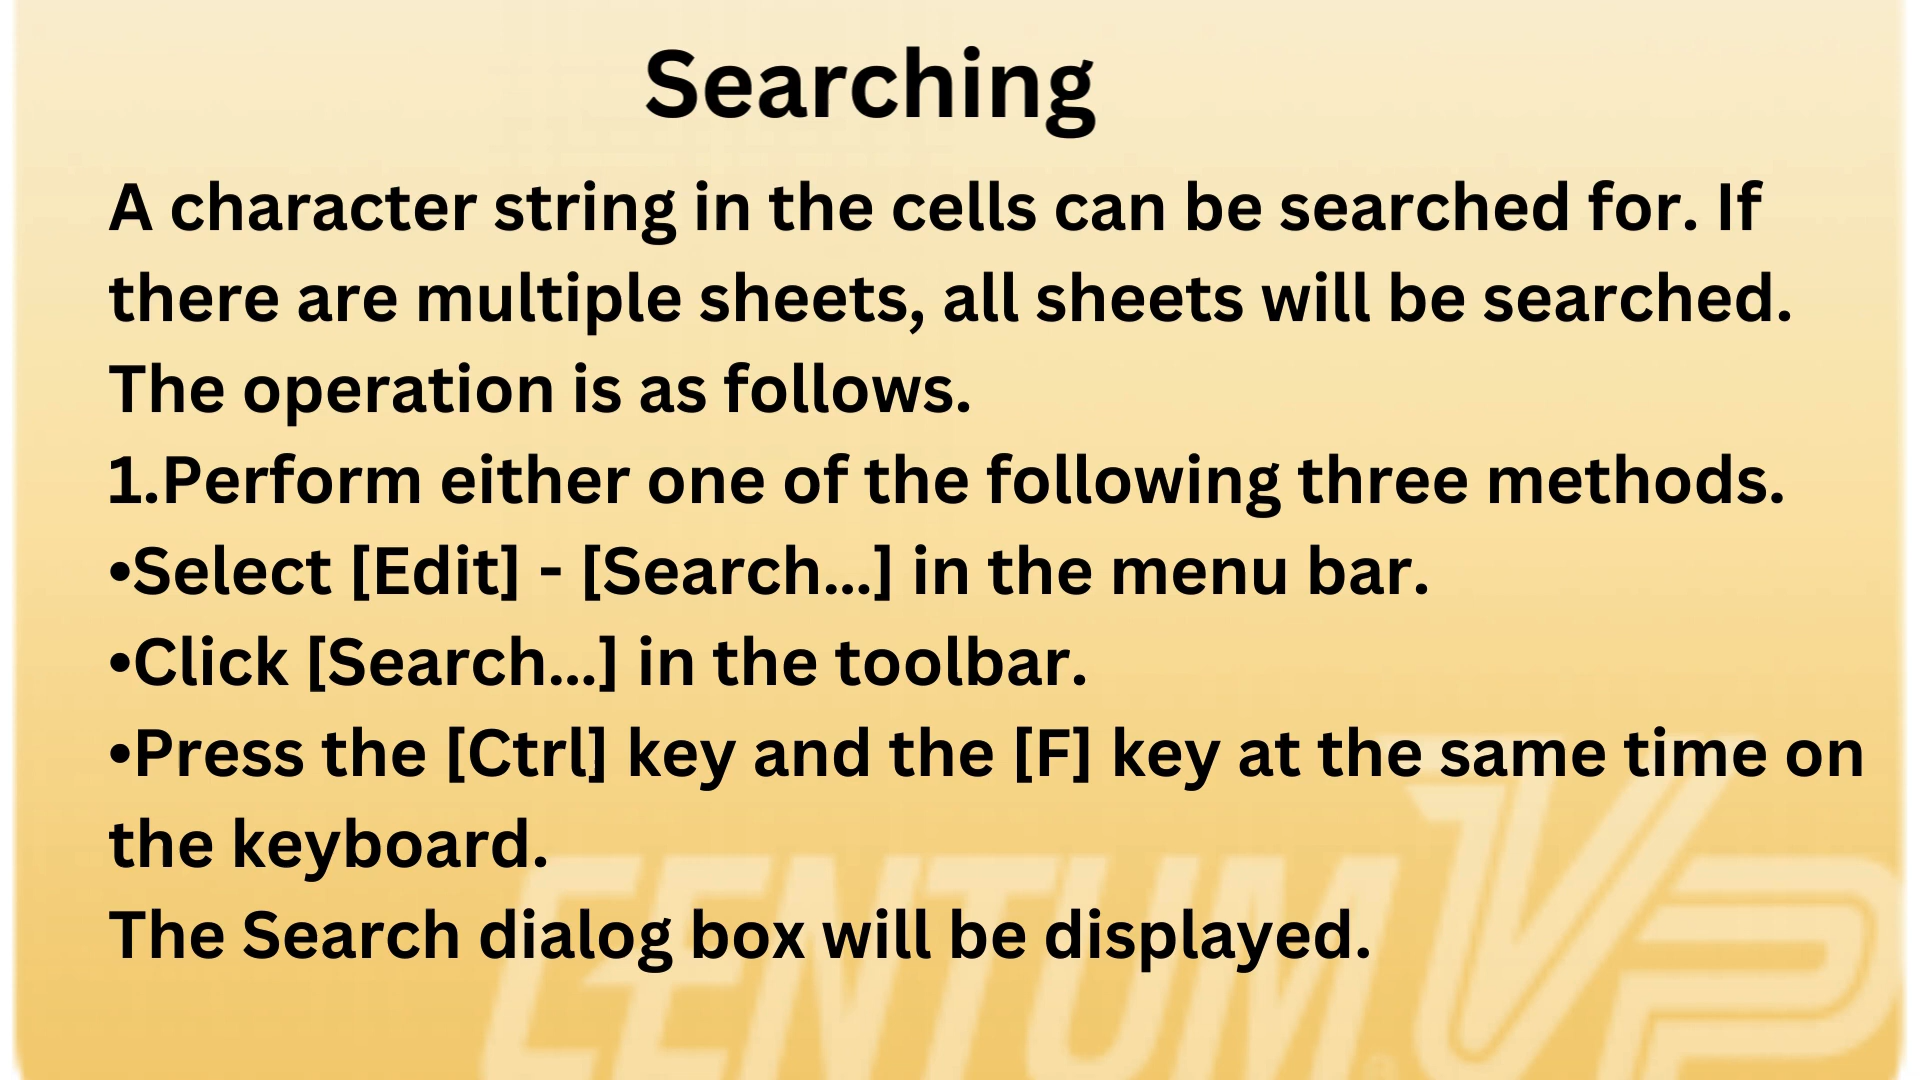 Searching
A character string in the cells can be searched for. If
there are multiple sheets, all sheets will be searched.
The operation is as follows.
1.Perform either one of the following three methods.
•Select [Edit] - [Search...] in the menu bar.
•Click [Search...] in the toolbar.
•Press the [Ctrl] key and the [F] key at the same time on
the keyboard.
The Search dialog box will be displayed.
CENTUM VP